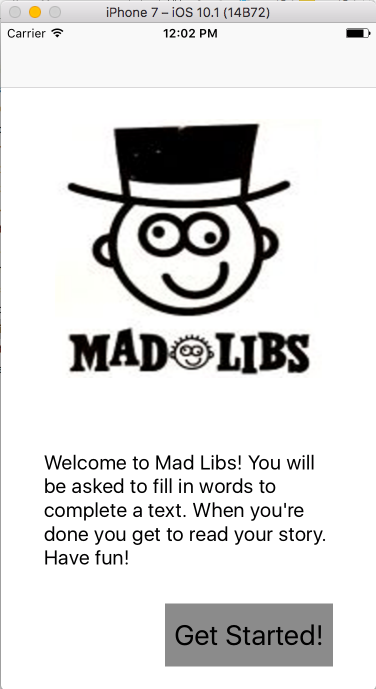 iPhone 7 – iOS 10.1 (14B72)
Carrier 12:02 PM
MAD LIBS
Welcome to Mad Libs! You will
be asked to fill in words to
complete a text. When you're
done you get to read your story.
Have fun!
Get Started!